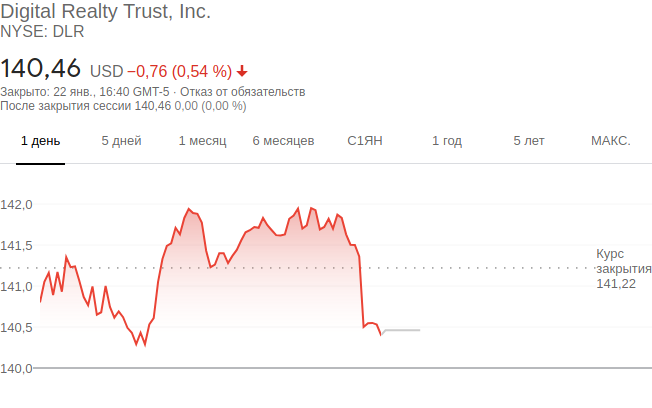 Digital Realty Trust, Inc.
NYSE: DLR
140,46 USD −0,76 (0,54 %)
Закрыто: 22 янв., 16:40 GMT-5 · Отказ от обязательств
После закрытия сессии 140,46 0,00 (0,00 %)
1 день 5 дней 1 месяц 6 месяцев С1ЯН 1 год 5 лет МАКС.
142,0
141,5
Курс
закрытия
141,22
141,0
140,5
140,0